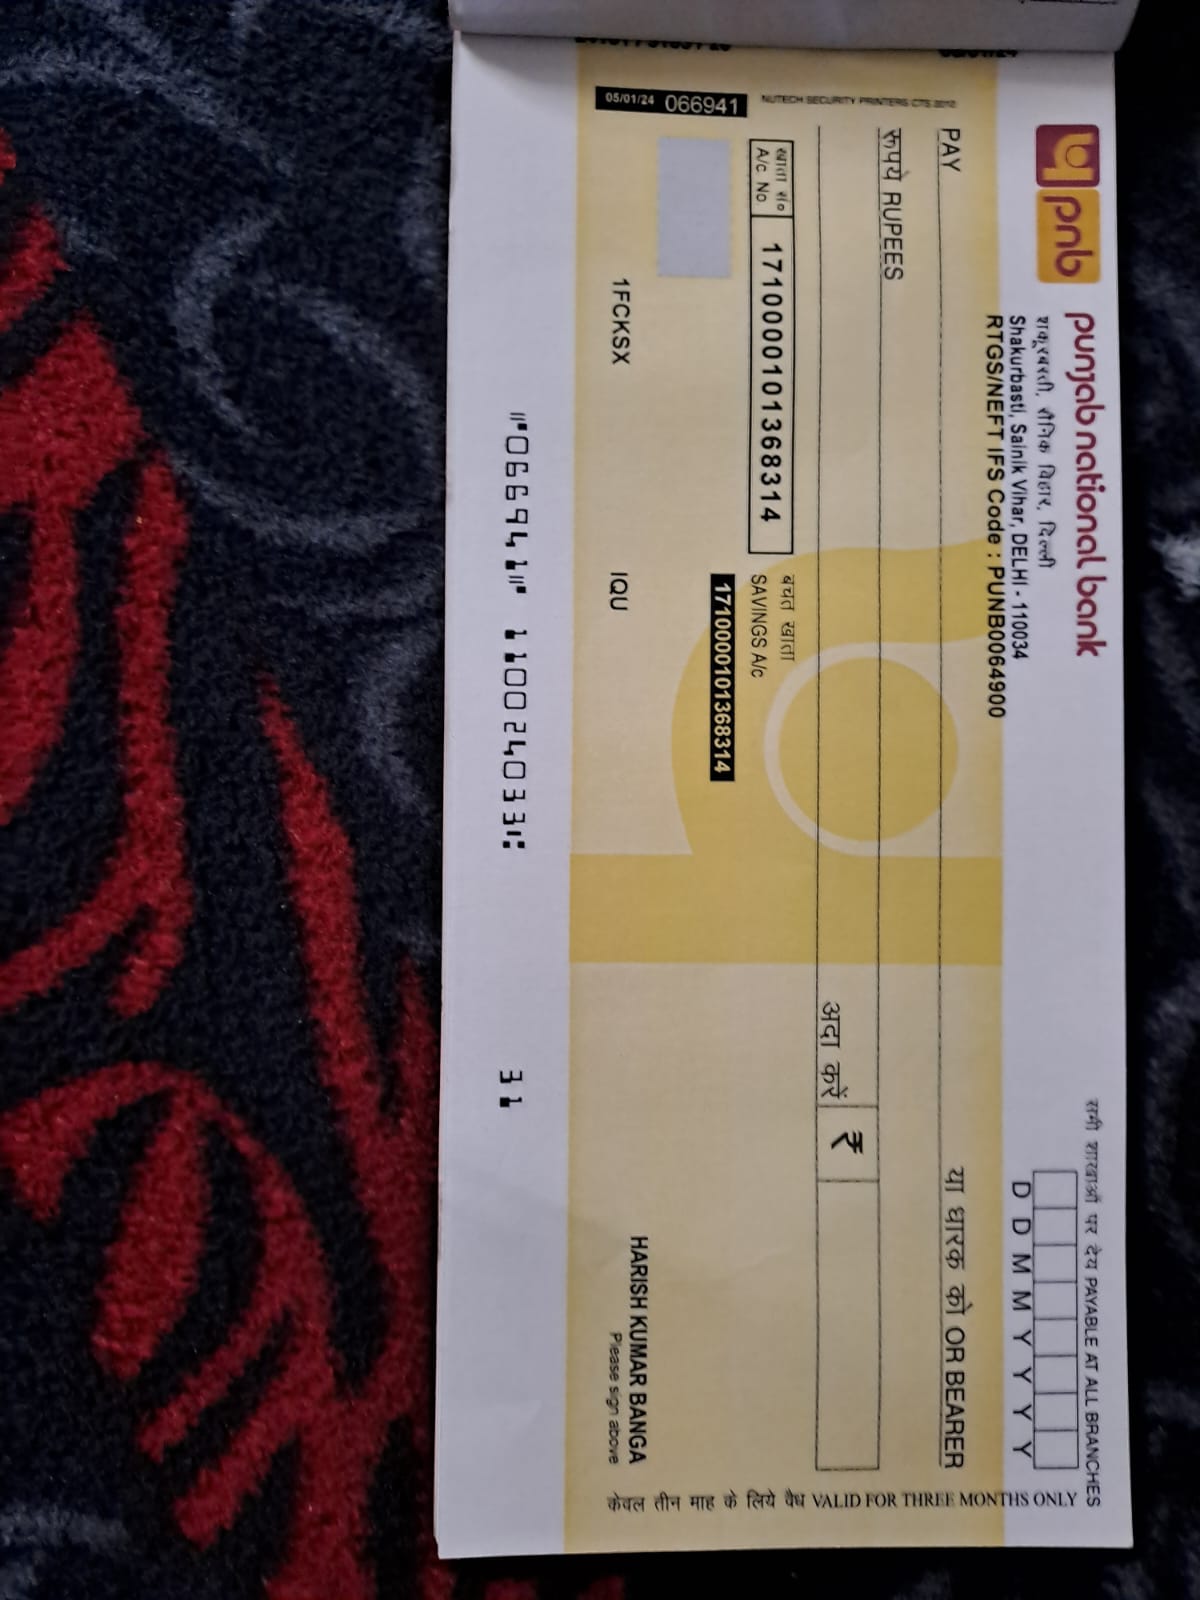 pnb punjab national bank
शकूरबस्ती, सैनिक विहार, दिल्ली
Shakurbasti, Sainik Vihar, DELHI - 110034
RTGS/NEFT IFS Code : PUNB0064900
सभी शाखाओं पर देय PAYABLE AT ALL BRANCHES
D D M M Y Y Y Y
PAY
या धारक को OR BEARER
रूपये RUPEES
अदा करें ₹
खाता सं०
A/c No. 1710000101368314
बचत खाता
SAVINGS A/c
1710000101368314
1FCKSX IQU
HARISH KUMAR BANGA
Please sign above
066941 110024033 31
NUTECH SECURITY PRINTERS CTS-2010
05/01/24 066941
केवल तीन माह के लिये वैध VALID FOR THREE MONTHS ONLY